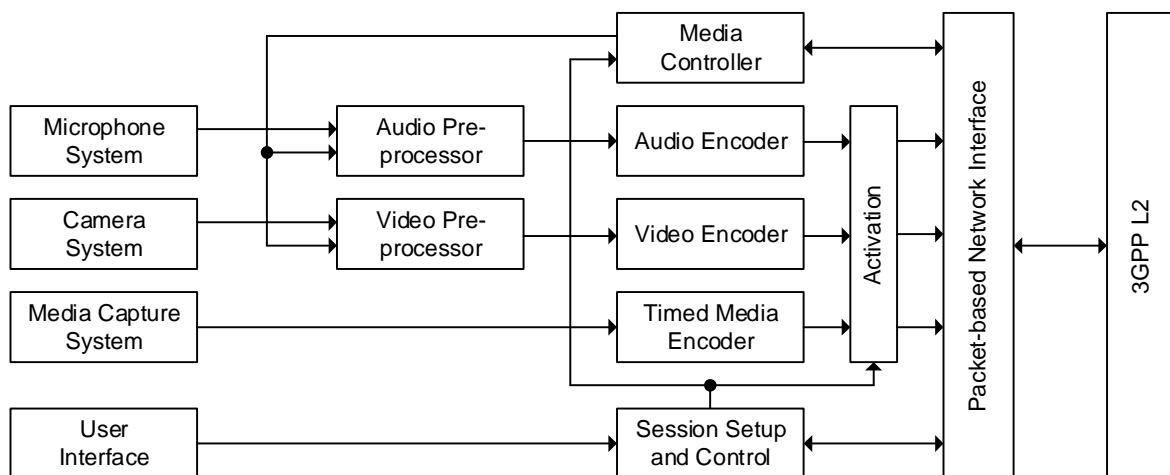 Media
Controller
Microphone
System
Audio Pre-
processor
Audio Encoder
Camera
System
Video Pre-
processor
Video Encoder
Media Capture
System
Timed Media
Encoder
Activation
User
Interface
Session Setup
and Control
Packet-based Network Interface
3GPP L2